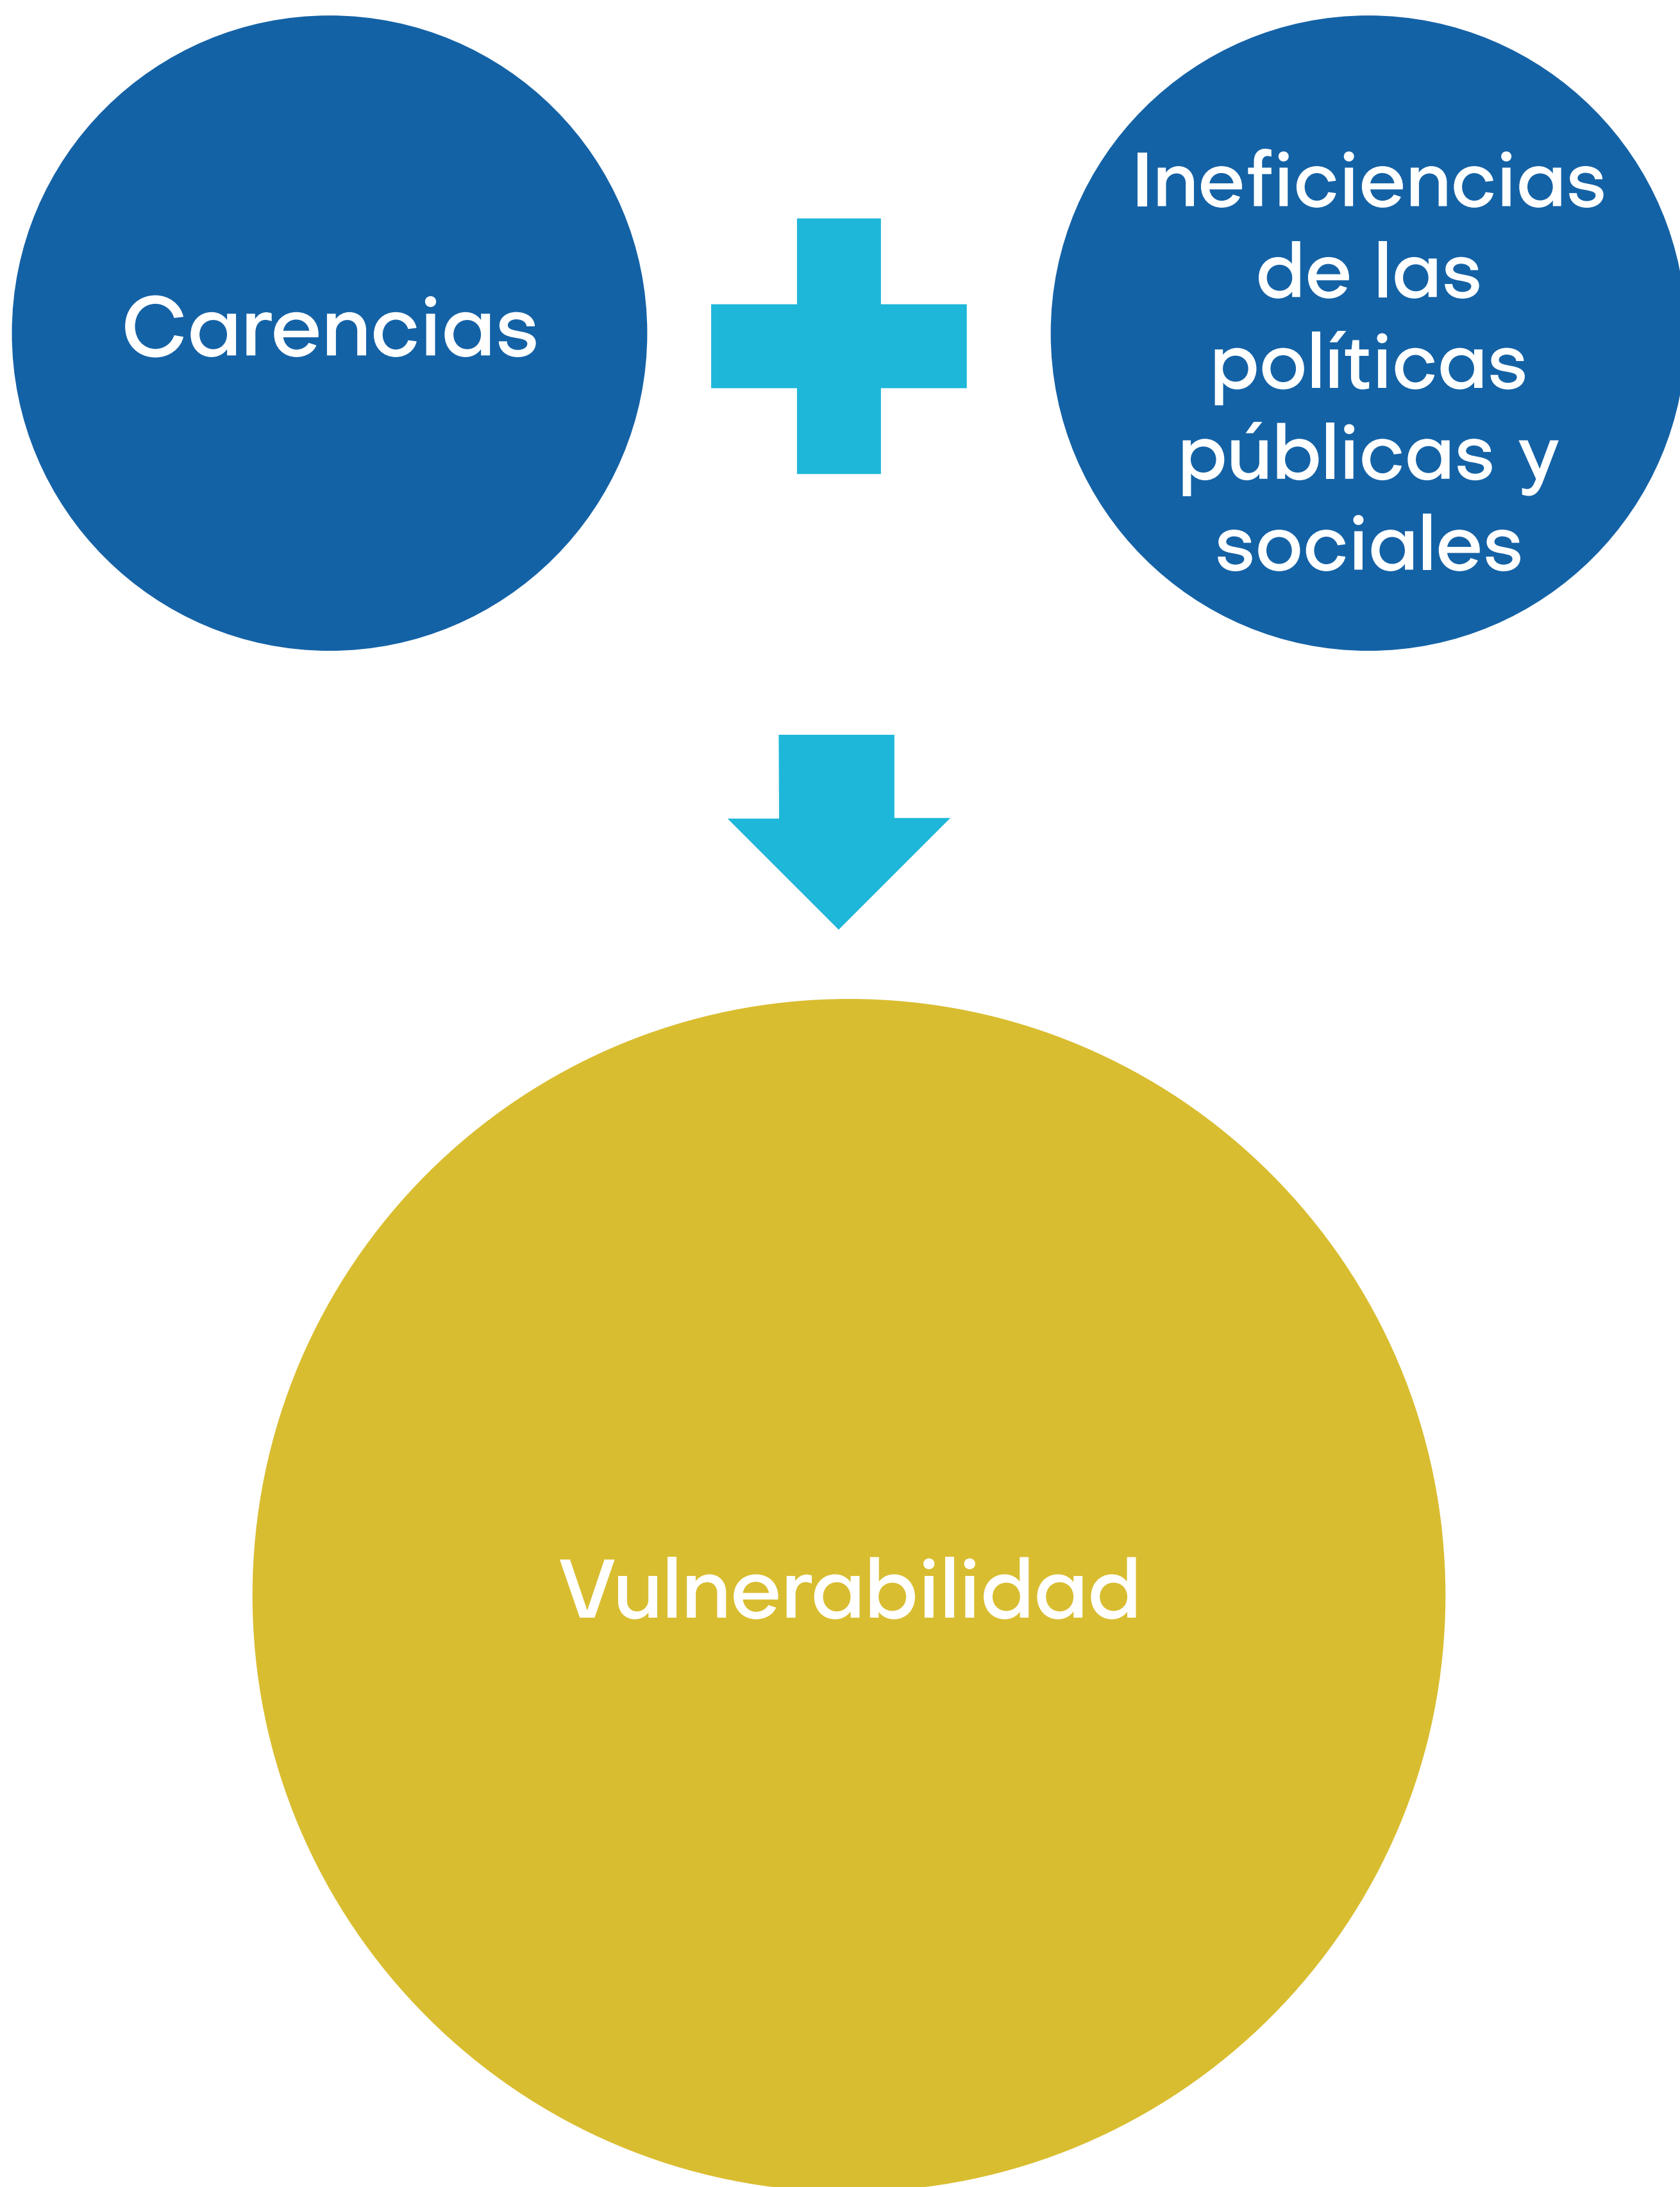 Carencias
Ineficiencias
de las
políticas
públicas y
sociales
Vulnerabilidad